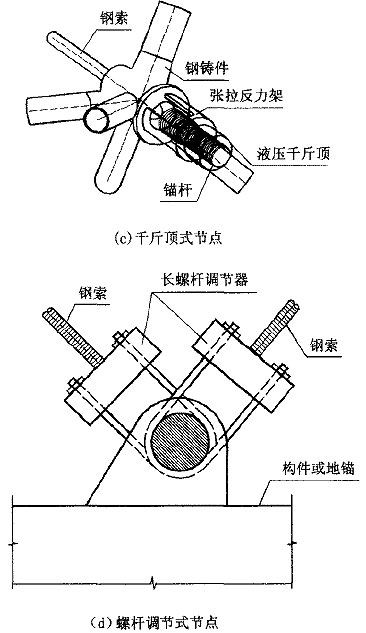 钢索
钢铸件
张拉反力架
液压千斤顶
锚杆
(c)千斤顶式节点
钢索
长螺杆调节器
钢索
构件或地锚
(d)螺杆调节式节点